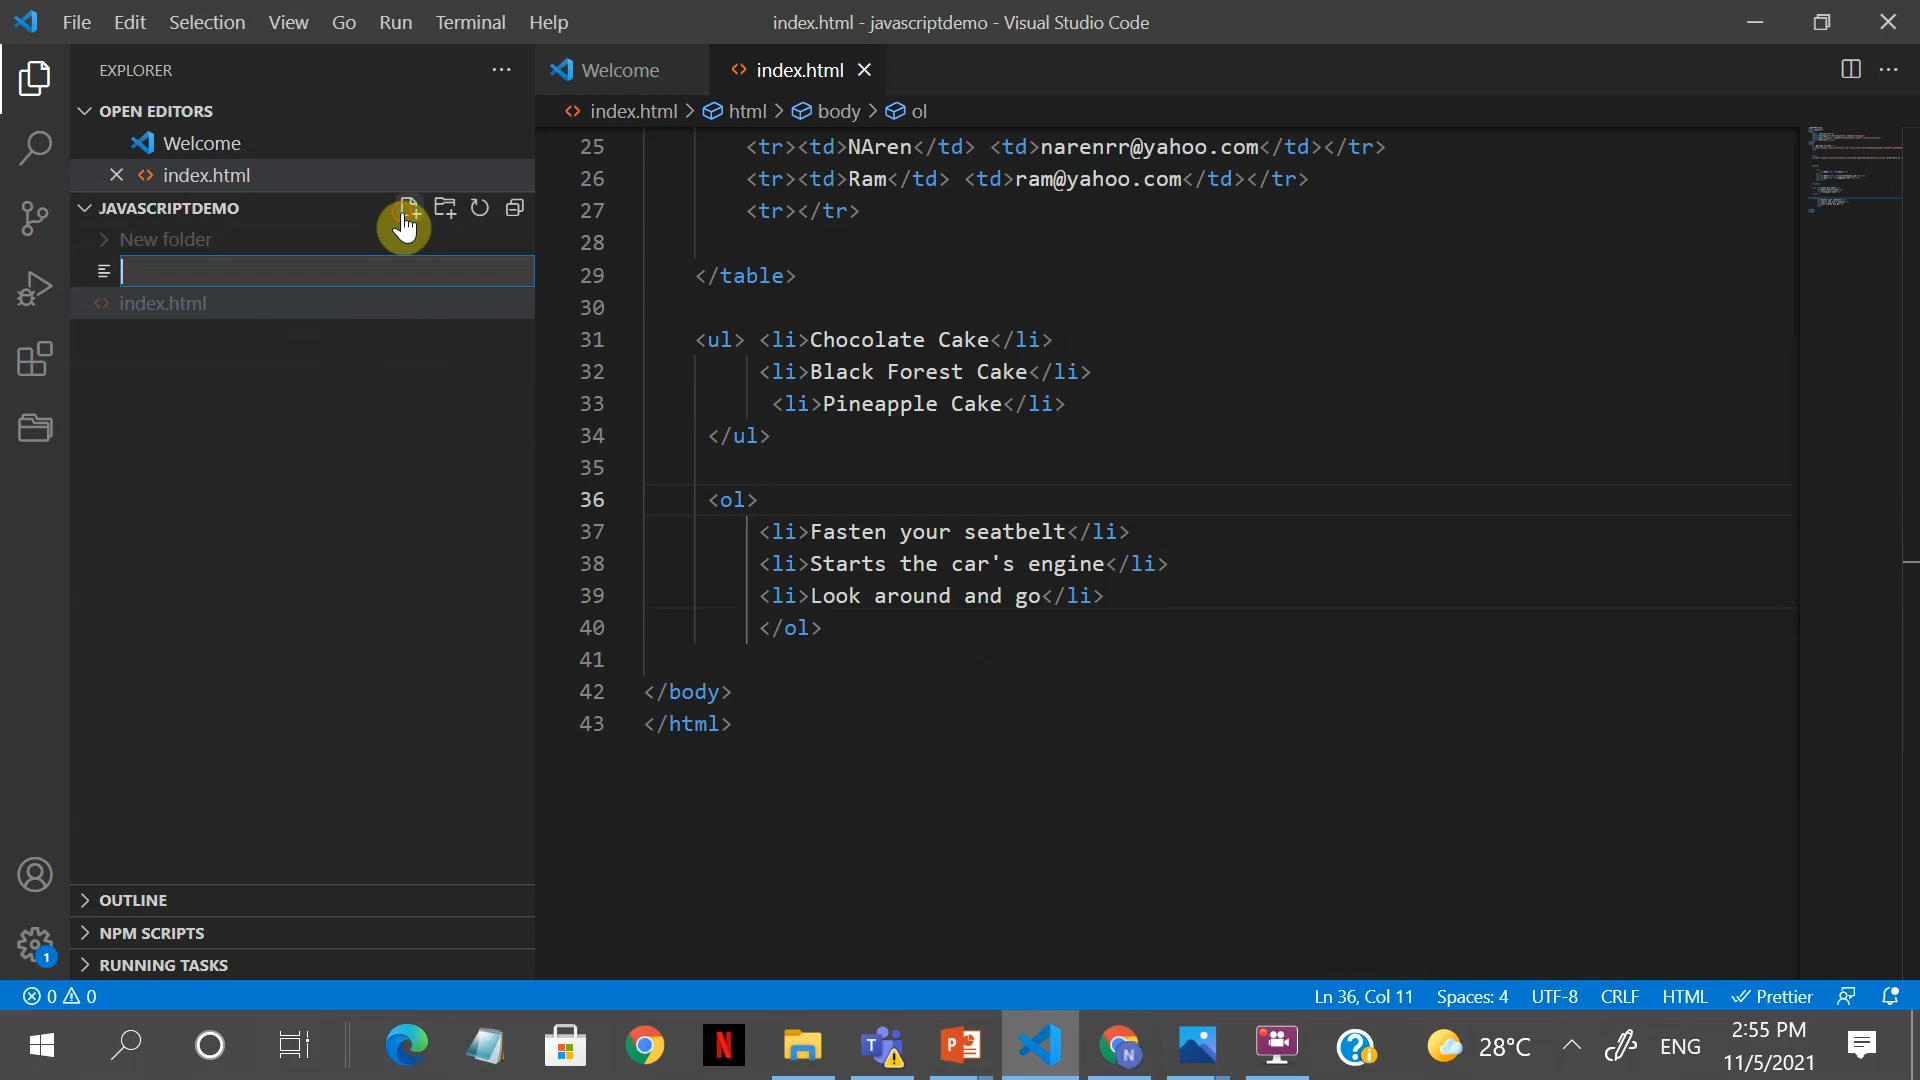 File Edit Selection View Go Run Terminal Help
index.html - javascriptdemo - Visual Studio Code
EXPLORER
OPEN EDITORS
Welcome
index.html
JAVASCRIPTDEMO
New folder
index.html
OUTLINE
NPM SCRIPTS
RUNNING TASKS
Welcome
index.html
index.html > html > body > ol
25 <tr><td>NAren</td> <td>narenrr@yahoo.com</td></tr>
26 <tr><td>Ram</td> <td>ram@yahoo.com</td></tr>
27 <tr></tr>
28
29 </table>
30
31 <ul> <li>Chocolate Cake</li>
32 <li>Black Forest Cake</li>
33 <li>Pineapple Cake</li>
34 </ul>
35
36 <ol>
37 <li>Fasten your seatbelt</li>
38 <li>Starts the car's engine</li>
39 <li>Look around and go</li>
40 </ol>
41
42 </body>
43 </html>
1
0 0
Ln 36, Col 11 Spaces: 4 UTF-8 CRLF HTML Prettier
28°C ENG
2:55 PM
11/5/2021